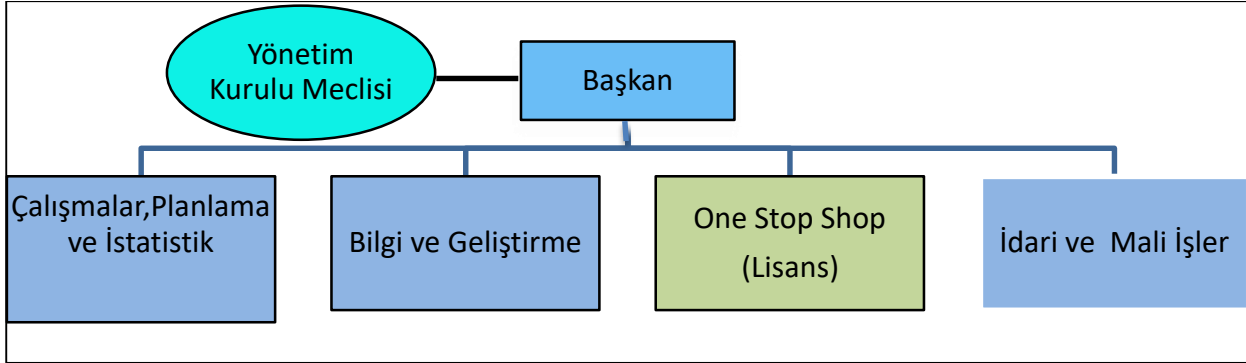 Yönetim
Kurulu Meclisi
Başkan
Çalışmalar,Planlama
ve İstatistik
Bilgi ve Geliştirme
One Stop Shop
(Lisans)
İdari ve  Mali İşler